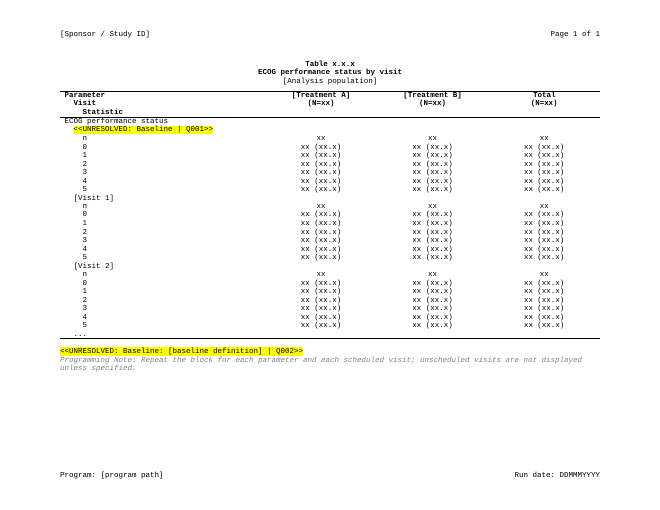 [Sponsor / Study ID] Page 1 of 1
Table x.x.x
ECOG performance status by visit
[Analysis population]
Parameter [Treatment A] [Treatment B] Total
Visit (N=xx) (N=xx) (N=xx)
Statistic
ECOG performance status
<<UNRESOLVED: Baseline | Q001>>
n xx xx xx
0 xx (xx.x) xx (xx.x) xx (xx.x)
1 xx (xx.x) xx (xx.x) xx (xx.x)
2 xx (xx.x) xx (xx.x) xx (xx.x)
3 xx (xx.x) xx (xx.x) xx (xx.x)
4 xx (xx.x) xx (xx.x) xx (xx.x)
5 xx (xx.x) xx (xx.x) xx (xx.x)
[Visit 1]
n xx xx xx
0 xx (xx.x) xx (xx.x) xx (xx.x)
1 xx (xx.x) xx (xx.x) xx (xx.x)
2 xx (xx.x) xx (xx.x) xx (xx.x)
3 xx (xx.x) xx (xx.x) xx (xx.x)
4 xx (xx.x) xx (xx.x) xx (xx.x)
5 xx (xx.x) xx (xx.x) xx (xx.x)
[Visit 2]
n xx xx xx
0 xx (xx.x) xx (xx.x) xx (xx.x)
1 xx (xx.x) xx (xx.x) xx (xx.x)
2 xx (xx.x) xx (xx.x) xx (xx.x)
3 xx (xx.x) xx (xx.x) xx (xx.x)
4 xx (xx.x) xx (xx.x) xx (xx.x)
5 xx (xx.x) xx (xx.x) xx (xx.x)
...
<<UNRESOLVED: Baseline: [baseline definition] | Q002>>
Programming Note: Repeat the block for each parameter and each scheduled visit; unscheduled visits are not displayed
unless specified.
Program: [program path] Run date: DDMMMYYYY